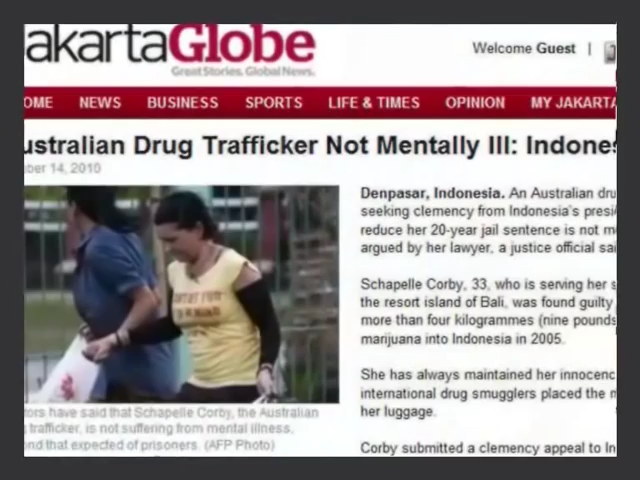 akartaGlobe
Great Stories. Global News.
Welcome Guest |
OME NEWS BUSINESS SPORTS LIFE & TIMES OPINION MY JAKARTA
ustralian Drug Trafficker Not Mentally Ill: Indones
ber 14, 2010
Denpasar, Indonesia. An Australian dru
seeking clemency from Indonesia's presi
reduce her 20-year jail sentence is not m
argued by her lawyer, a justice official sai
Schapelle Corby, 33, who is serving her s
the resort island of Bali, was found guilty
more than four kilogrammes (nine pounds
marijuana into Indonesia in 2005.
She has always maintained her innocenc
international drug smugglers placed the m
her luggage.
Corby submitted a clemency appeal to In
tors have said that Schapelle Corby, the Australian
trafficker, is not suffering from mental illness,
nd that expected of prisoners. (AFP Photo)